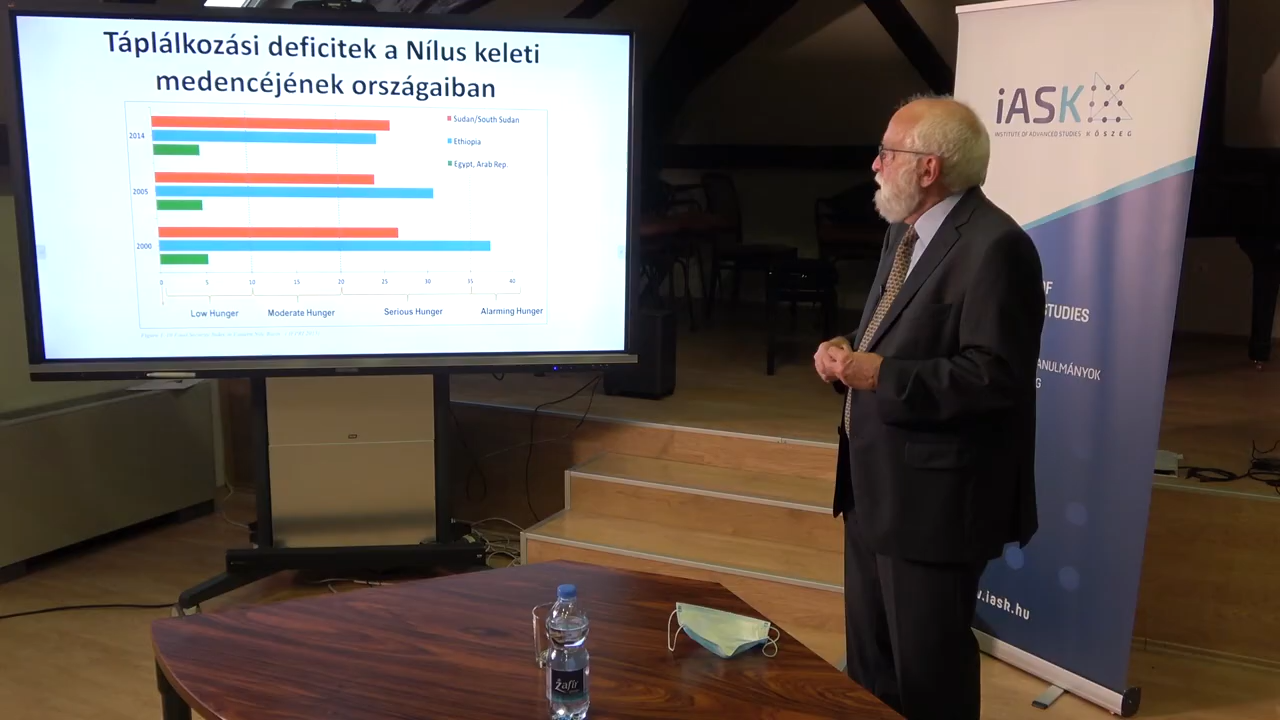 Táplálkozási deficitek a Nílus keleti
medencéjének országaiban
Sudan/South Sudan
Ethiopia
Egypt, Arab Rep.
2014
2005
2000
0 5 10 15 20 25 30 35 40
Low Hunger Moderate Hunger Serious Hunger Alarming Hunger
iASK
INSTITUTE OF ADVANCED STUDIES KŐSZEG
OF
STUDIES
TANULMÁNYOK
G
w.iask.hu
Zafír